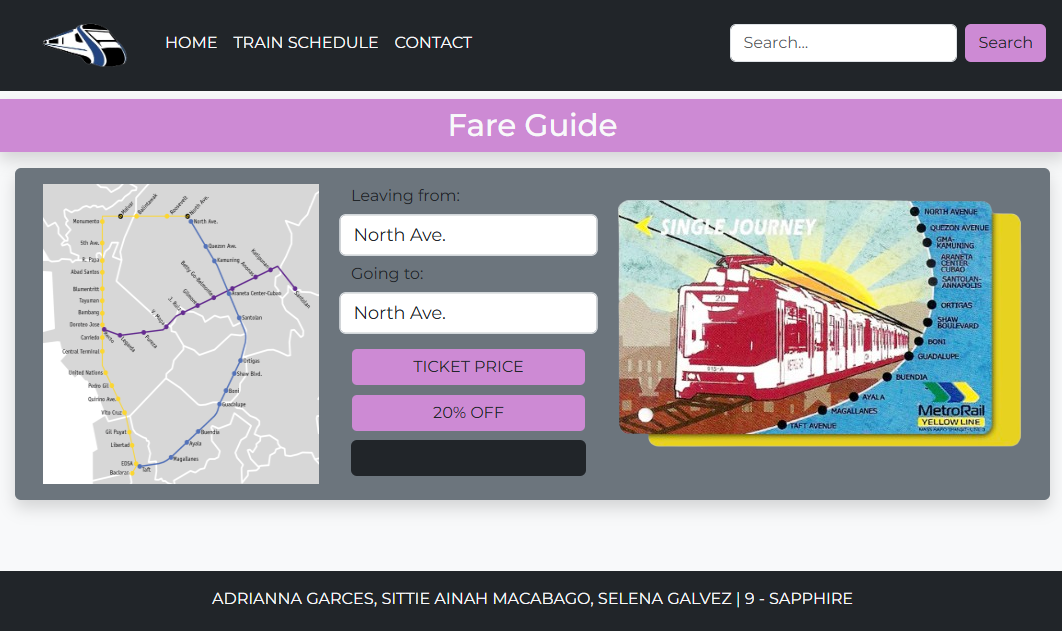 HOME TRAIN SCHEDULE CONTACT Search... Search
Fare Guide
Malvar
Balintawak
Roosevelt
North Ave.
Monumento
North Ave.
5th Ave.
Quezon Ave.
R. Papa
Kamuning
Abad Santos
Katipunan
Anonas
Betty Go-Belmonte
Blumentritt
Gilmore
Araneta Center-Cubao
Santolan
Tayuman
J. Ruiz
Bambang
V. Mapa
Santolan
Doroteo Jose
Recto
Legarda
Pureza
Carriedo
Central Terminal
Ortigas
United Nations
Shaw Blvd.
Pedro Gil
Boni
Quirino Ave.
Guadalupe
Vito Cruz
Gil Puyat
Buendia
Libertad
Ayala
Magallanes
EDSA
Taft
Baclaran
Leaving from:
North Ave.
Going to:
North Ave.
TICKET PRICE
20% OFF
SINGLE JOURNEY
NORTH AVENUE
QUEZON AVENUE
GMA-
KAMUNING
ARANETA
CENTER-
CUBAO
SANTOLAN-
ANNAPOLIS
ORTIGAS
SHAW
BOULEVARD
BONI
GUADALUPE
BUENDIA
AYALA
MAGALLANES
TAFT AVENUE
20
MetroRail
YELLOW LINE
ADRIANNA GARCES, SITTIE AINAH MACABAGO, SELENA GALVEZ | 9 - SAPPHIRE